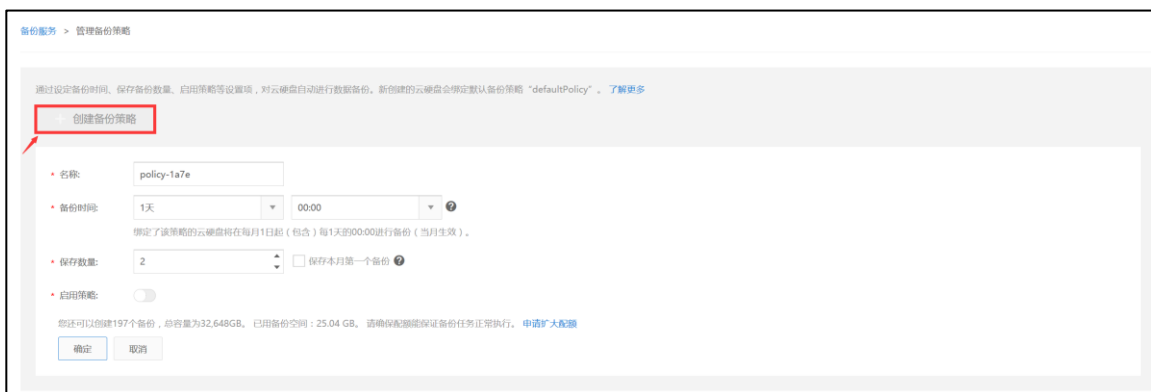 备份服务 > 管理备份策略
通过设定备份时间、保存备份数量、启用策略等设置项，对云硬盘自动进行数据备份。新创建的云硬盘会绑定默认备份策略 “defaultPolicy” 。 了解更多
+ 创建备份策略
* 名称: policy-1a7e
* 备份时间: 1天 00:00
绑定了该策略的云硬盘将在每月1日起（包含）每1天的00:00进行备份（当月生效）。
* 保存数量: 2 保存本月第一个备份
* 启用策略:
您还可以创建197个备份，总容量为32,648GB。 已用备份空间：25.04 GB。 请确保配额能保证备份任务正常执行。 申请扩大配额
确定 取消